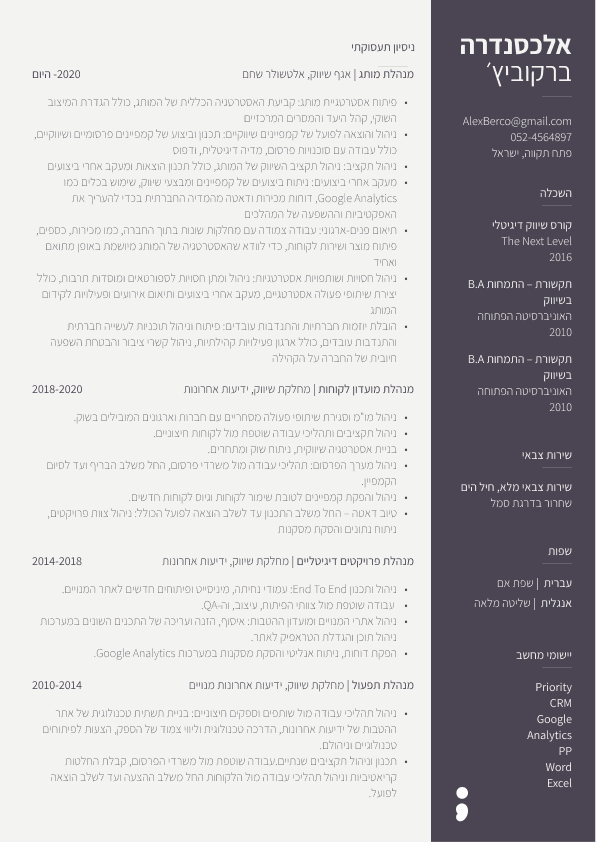 אלכסנדרה
ברקוביץ׳
AlexBerco@gmail.com
052-4564897
פתח תקווה, ישראל
השכלה
קורס שיווק דיגיטלי
The Next Level
2016
תקשורת – התמחות B.A
בשיווק
האוניברסיטה הפתוחה
2010
תקשורת – התמחות B.A
בשיווק
האוניברסיטה הפתוחה
2010
שירות צבאי
שירות צבאי מלא, חיל הים
שחרור בדרגת סמל
שפות
עברית | שפת אם
אנגלית | שליטה מלאה
יישומי מחשב
Priority
CRM
Google
Analytics
PP
Word
Excel
ניסיון תעסוקתי
מנהלת מותג | אגף שיווק, אלטשולר שחם 2020- היום
• פיתוח אסטרטגיית מותג: קביעת האסטרטגיה הכללית של המותג, כולל הגדרת המיצוב
השוקי, קהל היעד והמסרים המרכזיים
• ניהול והוצאה לפועל של קמפיינים שיווקיים: תכנון וביצוע של קמפיינים פרסומיים ושיווקיים,
כולל עבודה עם סוכנויות פרסום, מדיה דיגיטלית, ודפוס
• ניהול תקציב: ניהול תקציב השיווק של המותג, כולל תכנון הוצאות ומעקב אחרי ביצועים
• מעקב אחרי ביצועים: ניתוח ביצועים של קמפיינים ומבצעי שיווק, שימוש בכלים כמו
Google Analytics, דוחות מכירות ודאטה מהמדיה החברתית בכדי להעריך את
האפקטיביות וההשפעה של המהלכים
• תיאום פנים-ארגוני: עבודה צמודה עם מחלקות שונות בתוך החברה, כמו מכירות, כספים,
פיתוח מוצר ושירות לקוחות, כדי לוודא שהאסטרטגיה של המותג מיושמת באופן מתואם
ואחיד
• ניהול חסויות ושותפויות אסטרטגיות: ניהול ומתן חסויות לספורטאים ומוסדות תרבות, כולל
יצירת שיתופי פעולה אסטרטגיים, מעקב אחרי ביצועים ותיאום אירועים ופעילויות לקידום
המותג
• הובלת יוזמות חברתיות והתנדבות עובדים: פיתוח וניהול תוכניות לעשייה חברתית
והתנדבות עובדים, כולל ארגון פעילויות קהילתיות, ניהול קשרי ציבור והבטחת השפעה
חיובית של החברה על הקהילה
מנהלת מועדון לקוחות | מחלקת שיווק, ידיעות אחרונות 2018-2020
• ניהול מו"מ וסגירת שיתופי פעולה מסחריים עם חברות וארגונים המובילים בשוק.
• ניהול תקציבים ותהליכי עבודה שוטפת מול לקוחות חיצוניים.
• בניית אסטרטגיה שיווקית, ניתוח שוק ומתחרים.
• ניהול מערך הפרסום: תהליכי עבודה מול משרדי פרסום, החל משלב הבריף ועד לסיום
הקמפיין.
• ניהול והפקת קמפיינים לטובת שימור לקוחות וגיוס לקוחות חדשים.
• טיוב דאטה – החל משלב התכנון עד לשלב הוצאה לפועל הכולל: ניהול צוות פרויקטים,
ניתוח נתונים והסקת מסקנות
מנהלת פרויקטים דיגיטליים | מחלקת שיווק, ידיעות אחרונות 2014-2018
• ניהול ותכנון End To End: עמודי נחיתה, מיניסייט ופיתוחים חדשים לאתר המנויים.
• עבודה שוטפת מול צוותי הפיתוח, עיצוב, וה-QA.
• ניהול אתרי המנויים ומועדון ההטבות: איסוף, הזנה ועריכה של התכנים השונים במערכות
ניהול תוכן והגדלת הטראפיק לאתר.
• הפקת דוחות, ניתוח אנליטי והסקת מסקנות במערכות Google Analytics.
מנהלת תפעול | מחלקת שיווק, ידיעות אחרונות מנויים 2010-2014
• ניהול תהליכי עבודה מול שותפים וספקים חיצוניים: בניית תשתית טכנולוגית של אתר
ההטבות של ידיעות אחרונות, הדרכה טכנולוגית וליווי צמוד של הספק, הצעות לפיתוחים
טכנולוגיים וניהולם.
• תכנון וניהול תקציבים שנתיים.עבודה שוטפת מול משרדי הפרסום, קבלת החלטות
קריאטיביות וניהול תהליכי עבודה מול הלקוחות החל משלב ההצעה ועד לשלב הוצאה
לפועל.